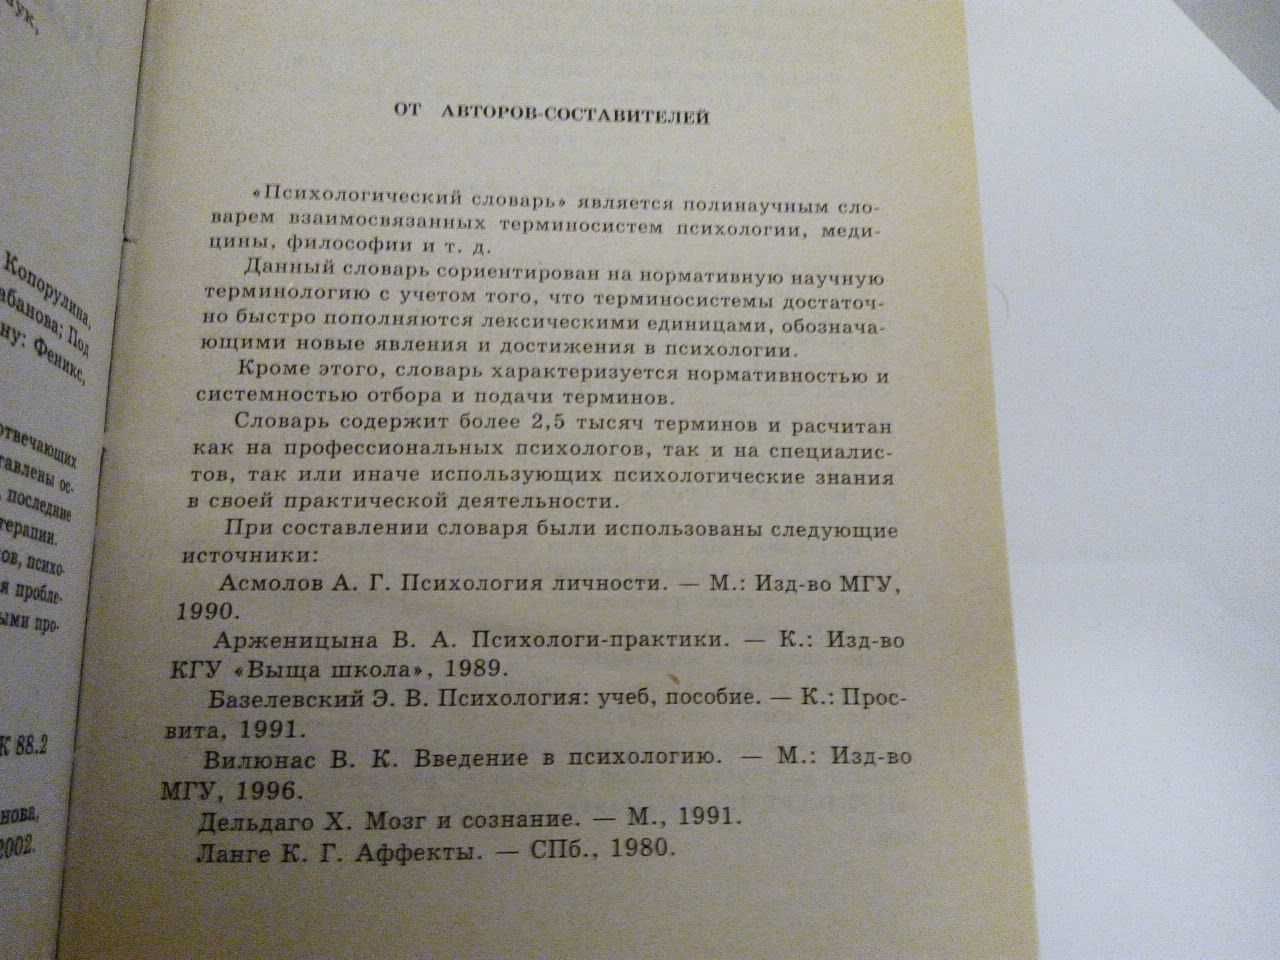 аук,
Копорулина,
абанова; Под
ну: Феникс,
отвечающих
тавлены ос-
, последние
терапии.
ов, психо-
я пробле-
ыми про-
К 88.2
нова,
2002.
ОТ АВТОРОВ-СОСТАВИТЕЛЕЙ
«Психологический словарь» является полинаучным сло-
варем взаимосвязанных терминосистем психологии, меди-
цины, философии и т. д.
Данный словарь сориентирован на нормативную научную
терминологию с учетом того, что терминосистемы достаточ-
но быстро пополняются лексическими единицами, обознача-
ющими новые явления и достижения в психологии.
Кроме этого, словарь характеризуется нормативностью и
системностью отбора и подачи терминов.
Словарь содержит более 2,5 тысяч терминов и расчитан
как на профессиональных психологов, так и на специалис-
тов, так или иначе использующих психологические знания
в своей практической деятельности.
При составлении словаря были использованы следующие
источники:
Асмолов А. Г. Психология личности. — М.: Изд-во МГУ,
1990.
Арженицына В. А. Психологи-практики. — К.: Изд-во
КГУ «Выща школа», 1989.
Базелевский Э. В. Психология: учеб, пособие. — К.: Прос-
вита, 1991.
Вилюнас В. К. Введение в психологию. — М.: Изд-во
МГУ, 1996.
Дельдаго Х. Мозг и сознание. — М., 1991.
Ланге К. Г. Аффекты. — СПб., 1980.